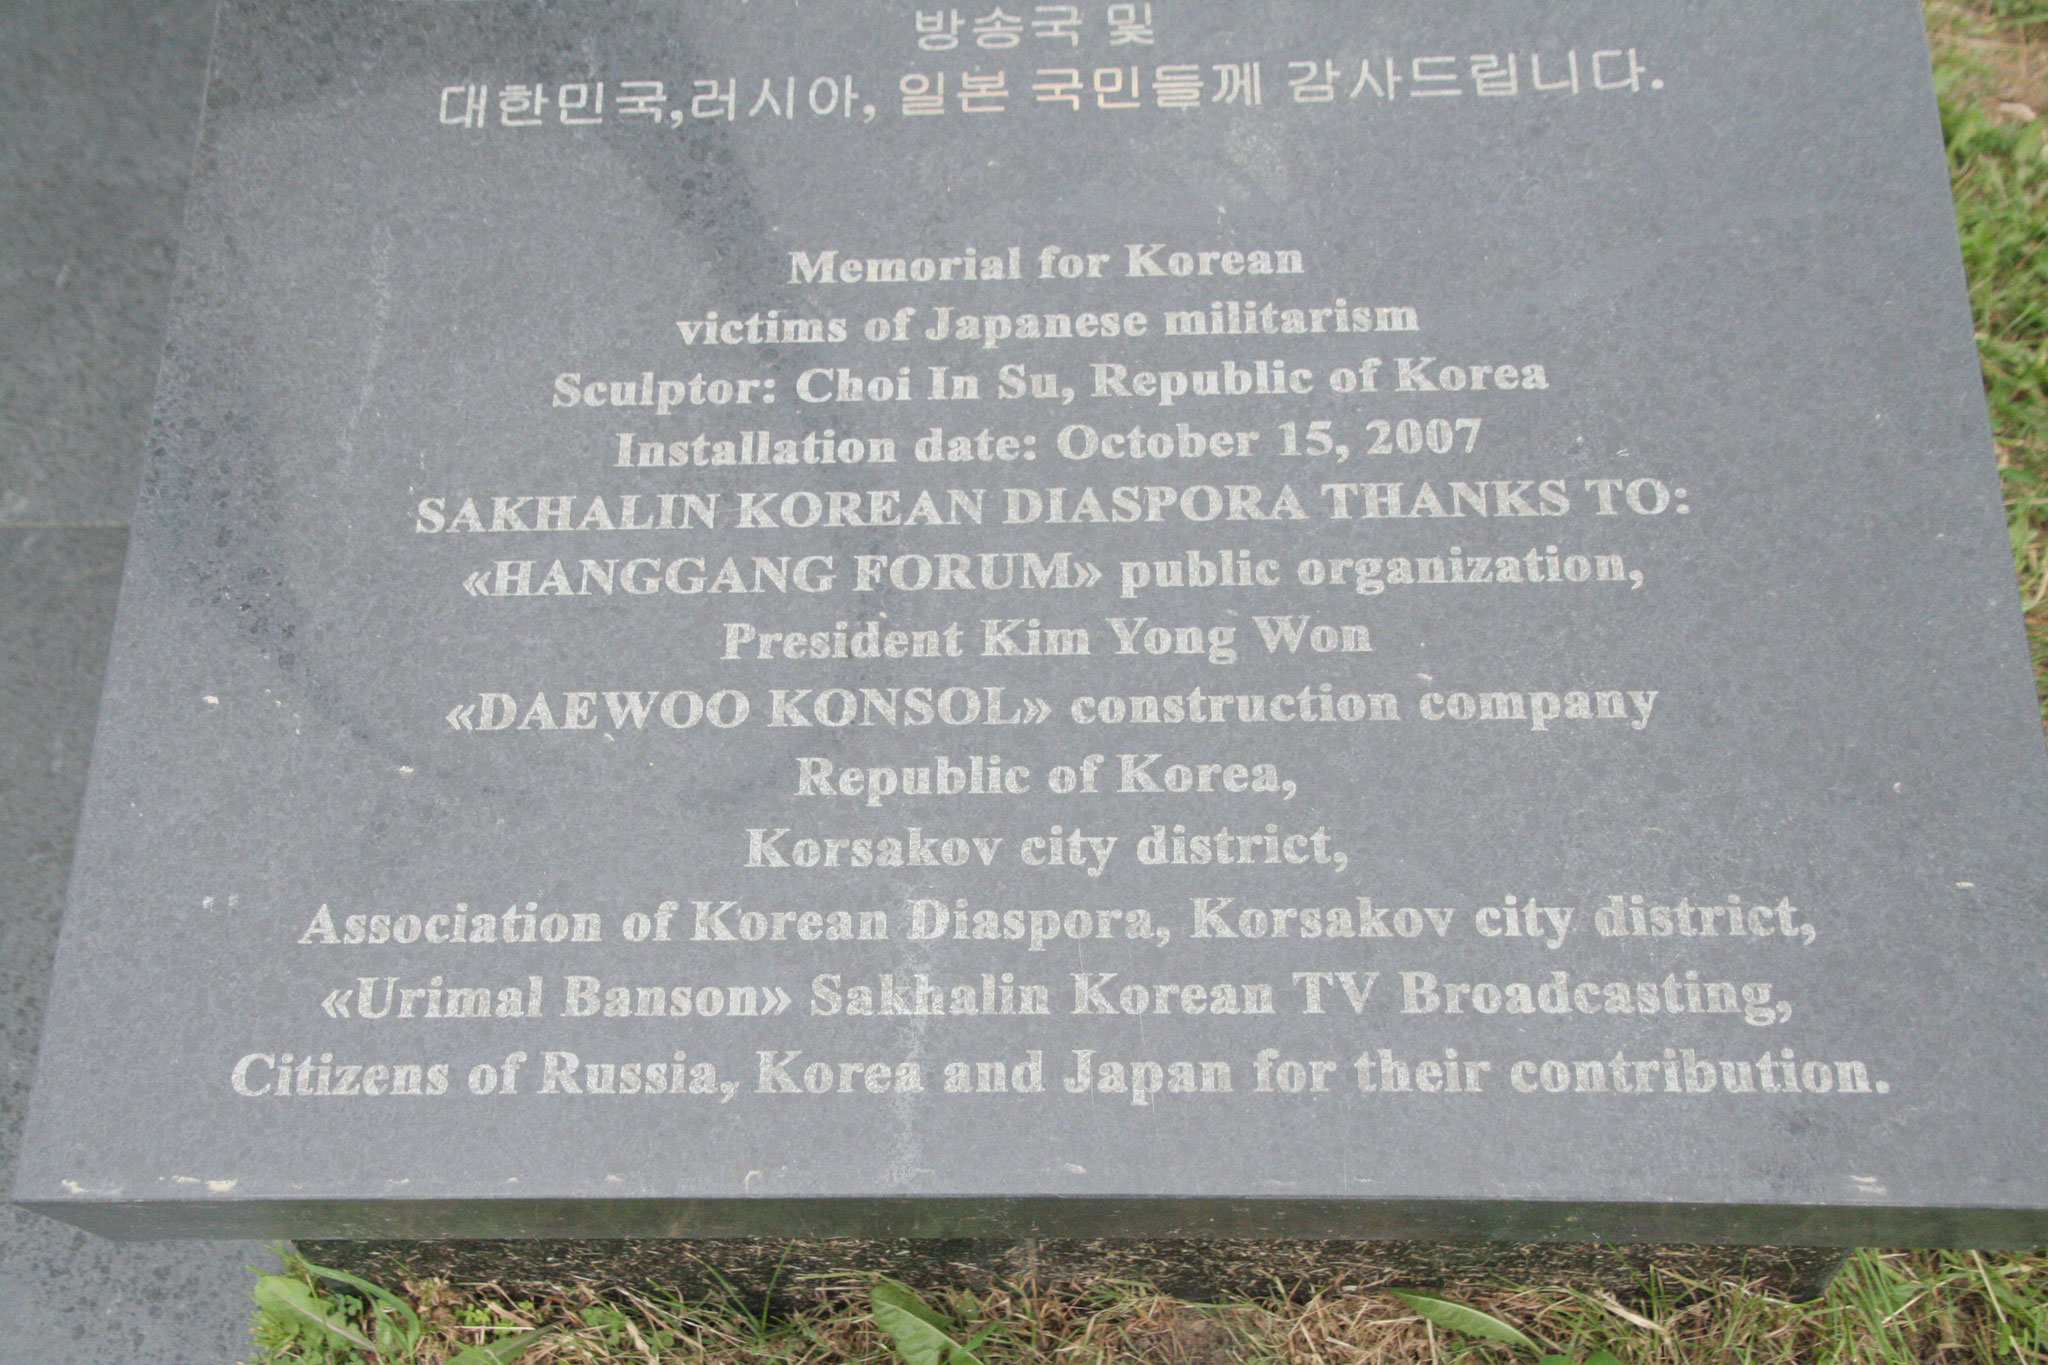 방송국 및
대한민국,러시아, 일본 국민들께 감사드립니다.
Memorial for Korean
victims of Japanese militarism
Sculptor: Choi In Su, Republic of Korea
Installation date: October 15, 2007
SAKHALIN KOREAN DIASPORA THANKS TO:
«HANGGANG FORUM» public organization,
President Kim Yong Won
«DAEWOO KONSOL» construction company
Republic of Korea,
Korsakov city district,
Association of Korean Diaspora, Korsakov city district,
«Urimal Banson» Sakhalin Korean TV Broadcasting,
Citizens of Russia, Korea and Japan for their contribution.